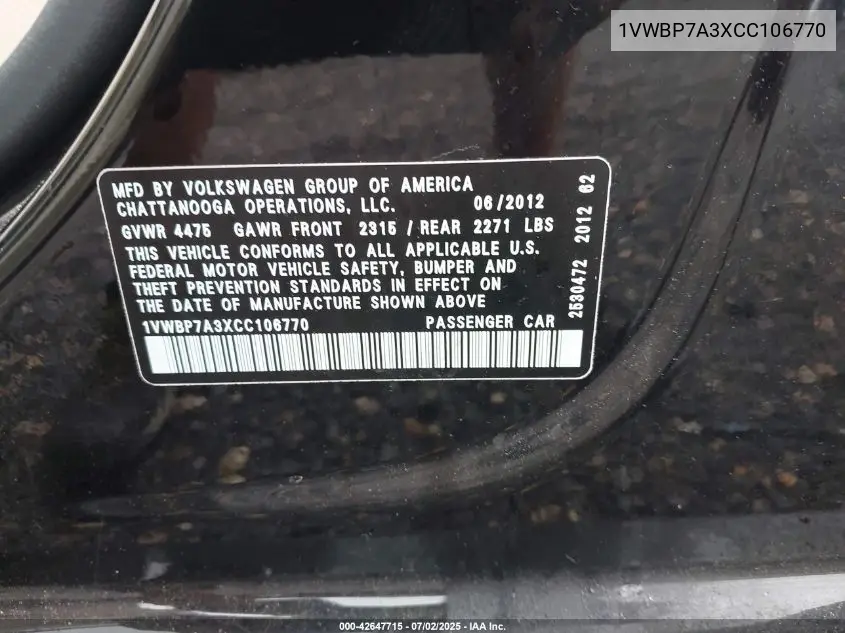 1VWBP7A3XCC106770
MFD BY VOLKSWAGEN GROUP OF AMERICA
CHATTANOOGA OPERATIONS, LLC. 06/2012
GVWR 4475 GAWR FRONT 2315 / REAR 2271 LBS
THIS VEHICLE CONFORMS TO ALL APPLICABLE U.S.
FEDERAL MOTOR VEHICLE SAFETY, BUMPER AND
THEFT PREVENTION STANDARDS IN EFFECT ON
THE DATE OF MANUFACTURE SHOWN ABOVE
1VWBP7A3XCC106770 PASSENGER CAR
2530472 2012 62
000-42647715 - 07/02/2025 - IAA Inc.